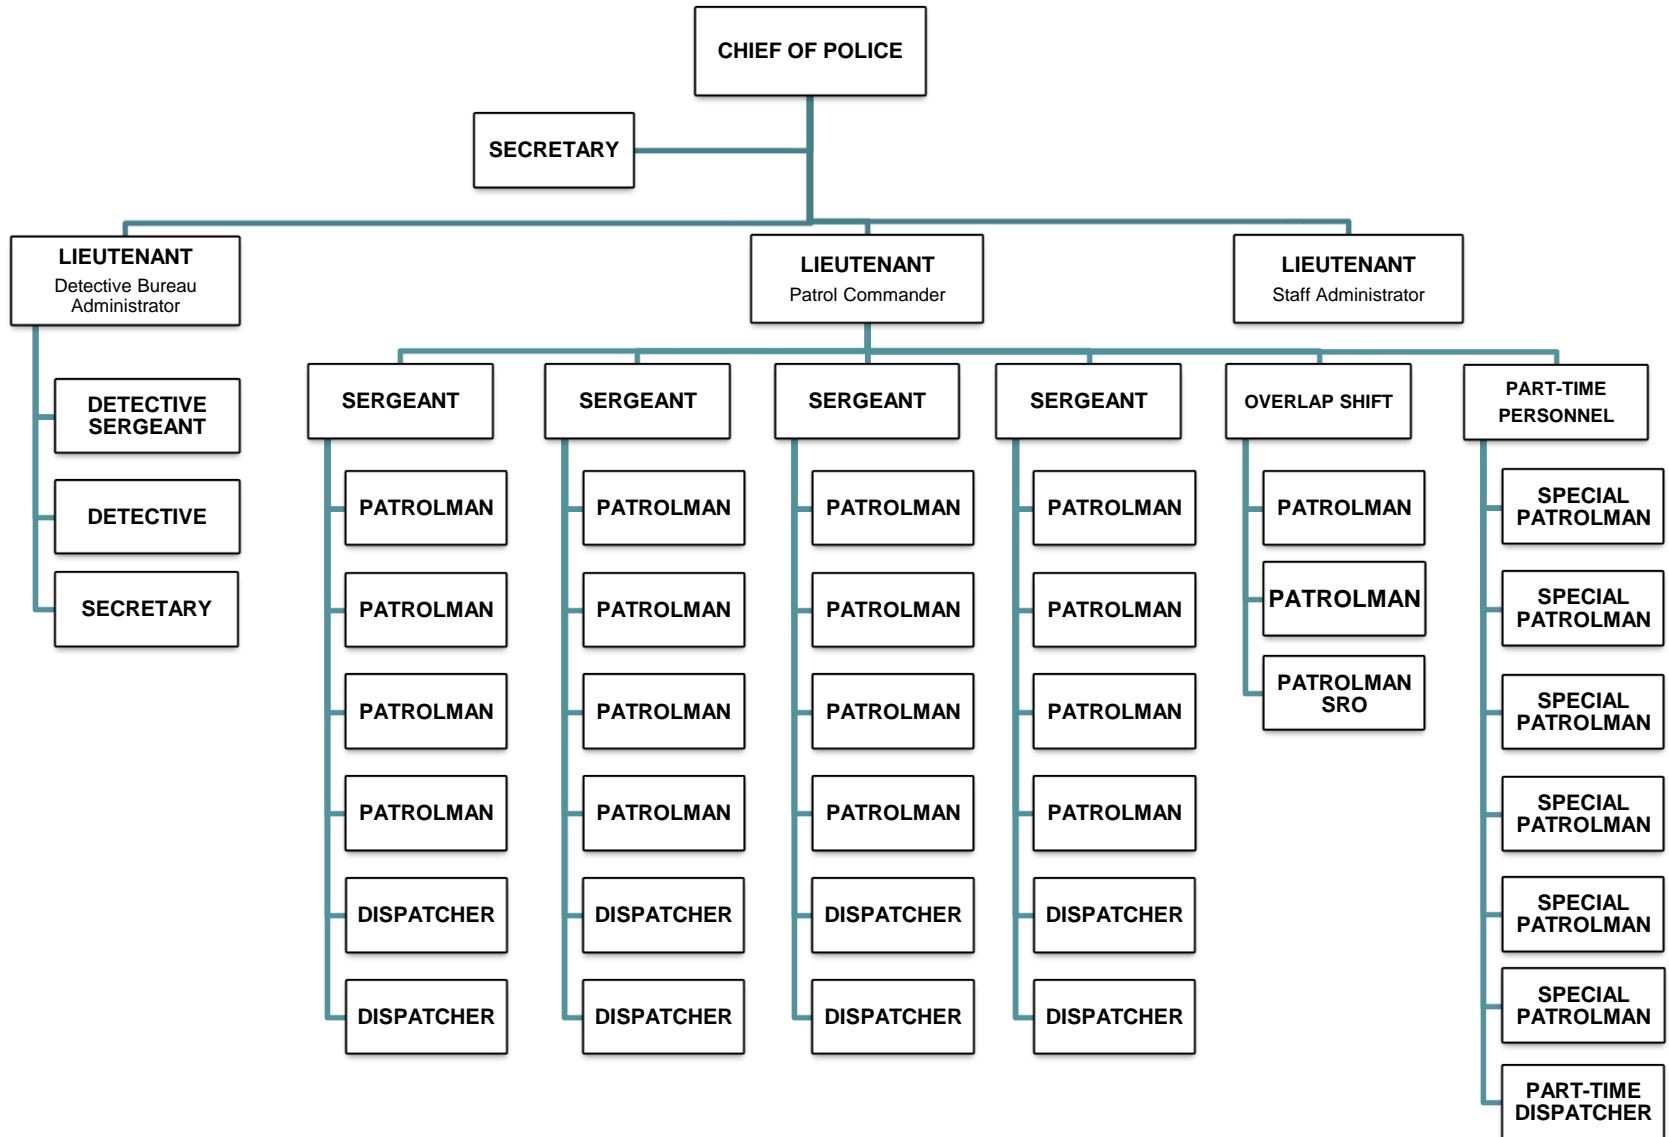 CHIEF OF POLICE
SECRETARY
LIEUTENANT
Detective Bureau
Administrator
LIEUTENANT
Patrol Commander
LIEUTENANT
Staff Administrator
DETECTIVE
SERGEANT
DETECTIVE
SECRETARY
SERGEANT
PATROLMAN
PATROLMAN
PATROLMAN
PATROLMAN
DISPATCHER
DISPATCHER
SERGEANT
PATROLMAN
PATROLMAN
PATROLMAN
PATROLMAN
DISPATCHER
DISPATCHER
SERGEANT
PATROLMAN
PATROLMAN
PATROLMAN
PATROLMAN
DISPATCHER
DISPATCHER
SERGEANT
PATROLMAN
PATROLMAN
PATROLMAN
PATROLMAN
DISPATCHER
DISPATCHER
OVERLAP SHIFT
PATROLMAN
PATROLMAN
PATROLMAN
SRO
PART-TIME
PERSONNEL
SPECIAL
PATROLMAN
SPECIAL
PATROLMAN
SPECIAL
PATROLMAN
SPECIAL
PATROLMAN
SPECIAL
PATROLMAN
SPECIAL
PATROLMAN
PART-TIME
DISPATCHER